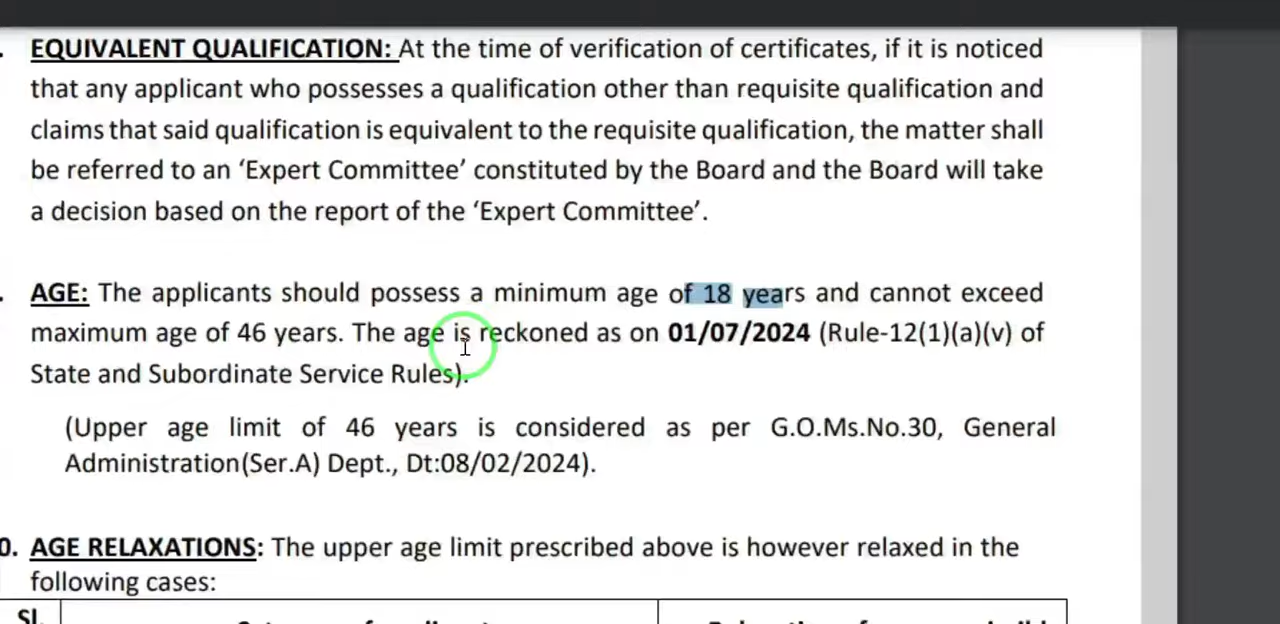 . EQUIVALENT QUALIFICATION: At the time of verification of certificates, if it is noticed
that any applicant who possesses a qualification other than requisite qualification and
claims that said qualification is equivalent to the requisite qualification, the matter shall
be referred to an ‘Expert Committee’ constituted by the Board and the Board will take
a decision based on the report of the ‘Expert Committee’.
. AGE: The applicants should possess a minimum age of 18 years and cannot exceed
maximum age of 46 years. The age is reckoned as on 01/07/2024 (Rule-12(1)(a)(v) of
State and Subordinate Service Rules).
(Upper age limit of 46 years is considered as per G.O.Ms.No.30, General
Administration(Ser.A) Dept., Dt:08/02/2024).
0. AGE RELAXATIONS: The upper age limit prescribed above is however relaxed in the
following cases:
Sl.